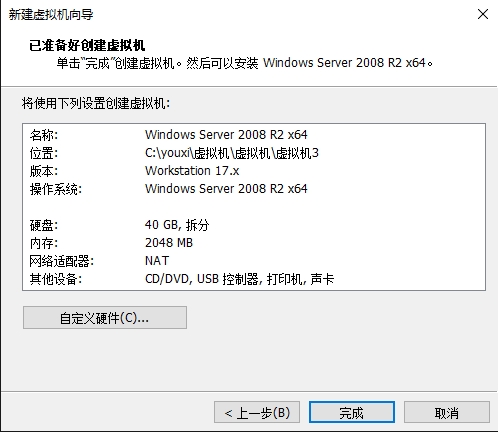 新建虚拟机向导
已准备好创建虚拟机
单击“完成”创建虚拟机。然后可以安装 Windows Server 2008 R2 x64。
将使用下列设置创建虚拟机:
名称: Windows Server 2008 R2 x64
位置: C:\youxi\虚拟机\虚拟机\虚拟机3
版本: Workstation 17.x
操作系统: Windows Server 2008 R2 x64
硬盘: 40 GB, 拆分
内存: 2048 MB
网络适配器: NAT
其他设备: CD/DVD, USB 控制器, 打印机, 声卡
自定义硬件(C)...
< 上一步(B) 完成 取消